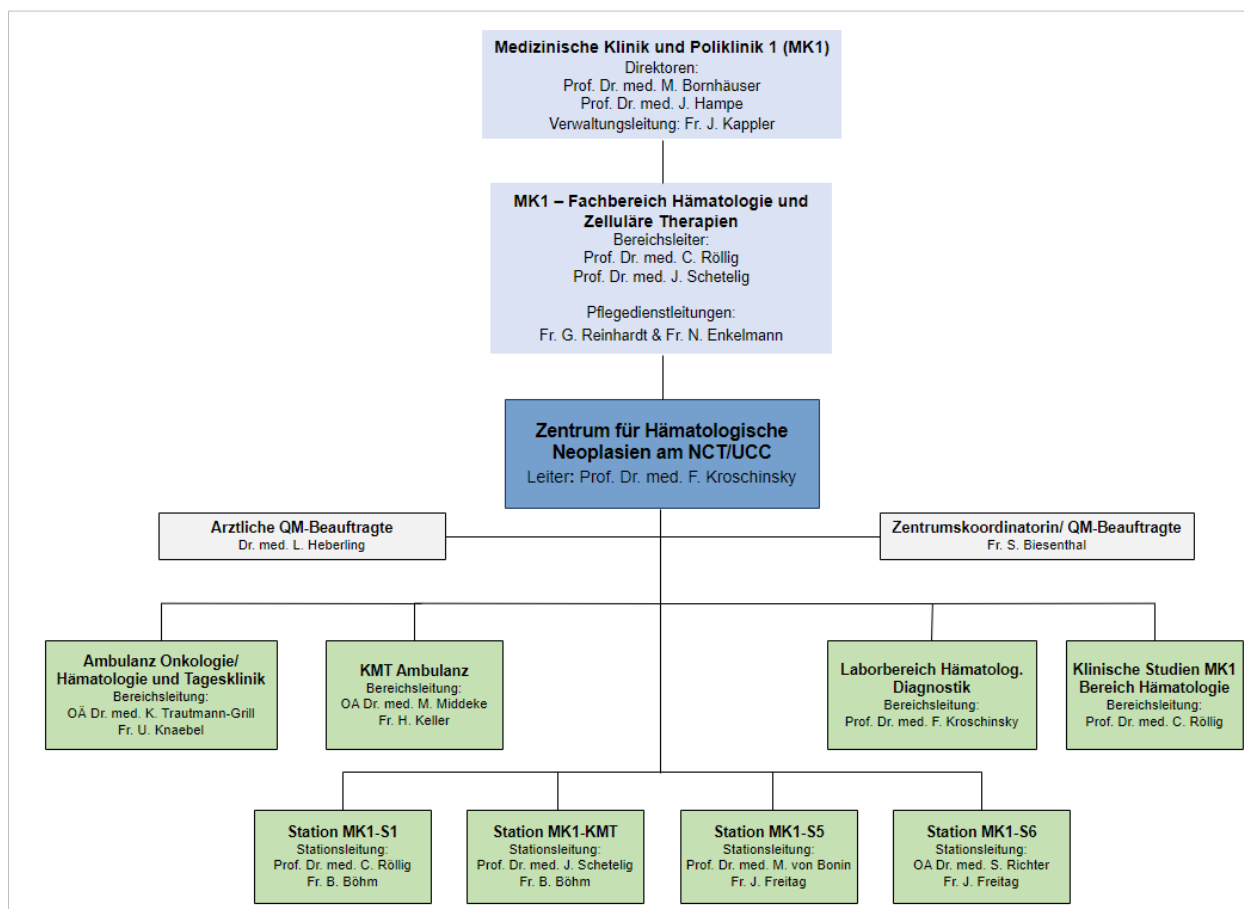 Medizinische Klinik und Poliklinik 1 (MK1)
Direktoren:
Prof. Dr. med. M. Bornhäuser
Prof. Dr. med. J. Hampe
Verwaltungsleitung: Fr. J. Kappler
MK1 – Fachbereich Hämatologie und
Zelluläre Therapien
Bereichsleiter:
Prof. Dr. med. C. Röllig
Prof. Dr. med. J. Schetelig
Pflegedienstleitungen:
Fr. G. Reinhardt & Fr. N. Enkelmann
Zentrum für Hämatologische
Neoplasien am NCT/UCC
Leiter: Prof. Dr. med. F. Kroschinsky
Arztliche QM-Beauftragte
Dr. med. L. Heberling
Zentrumskoordinatorin/ QM-Beauftragte
Fr. S. Biesenthal
Ambulanz Onkologie/
Hämatologie und Tagesklinik
Bereichsleitung:
OÄ Dr. med. K. Trautmann-Grill
Fr. U. Knaebel
KMT Ambulanz
Bereichsleitung:
OA Dr. med. M. Middeke
Fr. H. Keller
Laborbereich Hämatolog.
Diagnostik
Bereichsleitung:
Prof. Dr. med. F. Kroschinsky
Klinische Studien MK1
Bereich Hämatologie
Bereichsleitung:
Prof. Dr. med. C. Röllig
Station MK1-S1
Stationsleitung:
Prof. Dr. med. C. Röllig
Fr. B. Böhm
Station MK1-KMT
Stationsleitung:
Prof. Dr. med. J. Schetelig
Fr. B. Böhm
Station MK1-S5
Stationsleitung:
Prof. Dr. med. M. von Bonin
Fr. J. Freitag
Station MK1-S6
Stationsleitung:
OA Dr. med. S. Richter
Fr. J. Freitag